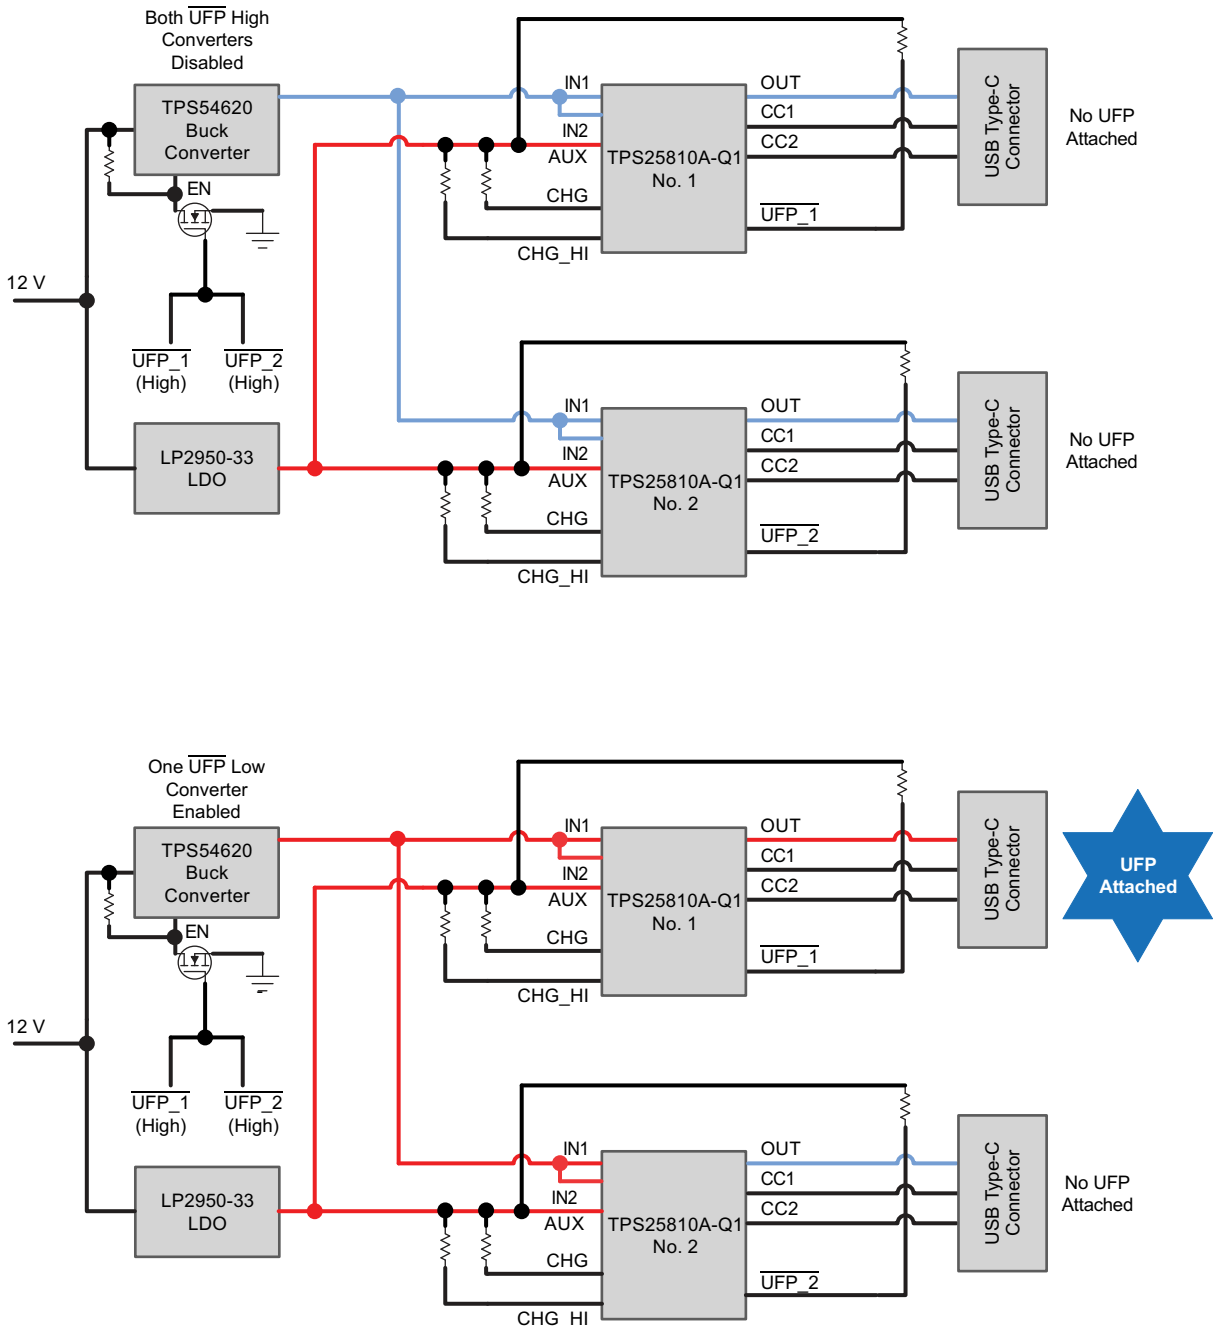 Both UFP High
Converters
Disabled
TPS54620
Buck
Converter
EN
12 V
UFP_1
(High)
UFP_2
(High)
LP2950-33
LDO
IN1
IN2
AUX
CHG
CHG_HI
TPS25810A-Q1
No. 1
OUT
CC1
CC2
UFP_1
USB Type-C
Connector
No UFP
Attached
IN1
IN2
AUX
CHG
CHG_HI
TPS25810A-Q1
No. 2
OUT
CC1
CC2
UFP_2
USB Type-C
Connector
No UFP
Attached
One UFP Low
Converter
Enabled
TPS54620
Buck
Converter
EN
12 V
UFP_1
(High)
UFP_2
(High)
LP2950-33
LDO
IN1
IN2
AUX
CHG
CHG_HI
TPS25810A-Q1
No. 1
OUT
CC1
CC2
UFP_1
USB Type-C
Connector
UFP
Attached
IN1
IN2
AUX
CHG
CHG_HI
TPS25810A-Q1
No. 2
OUT
CC1
CC2
UFP_2
USB Type-C
Connector
No UFP
Attached